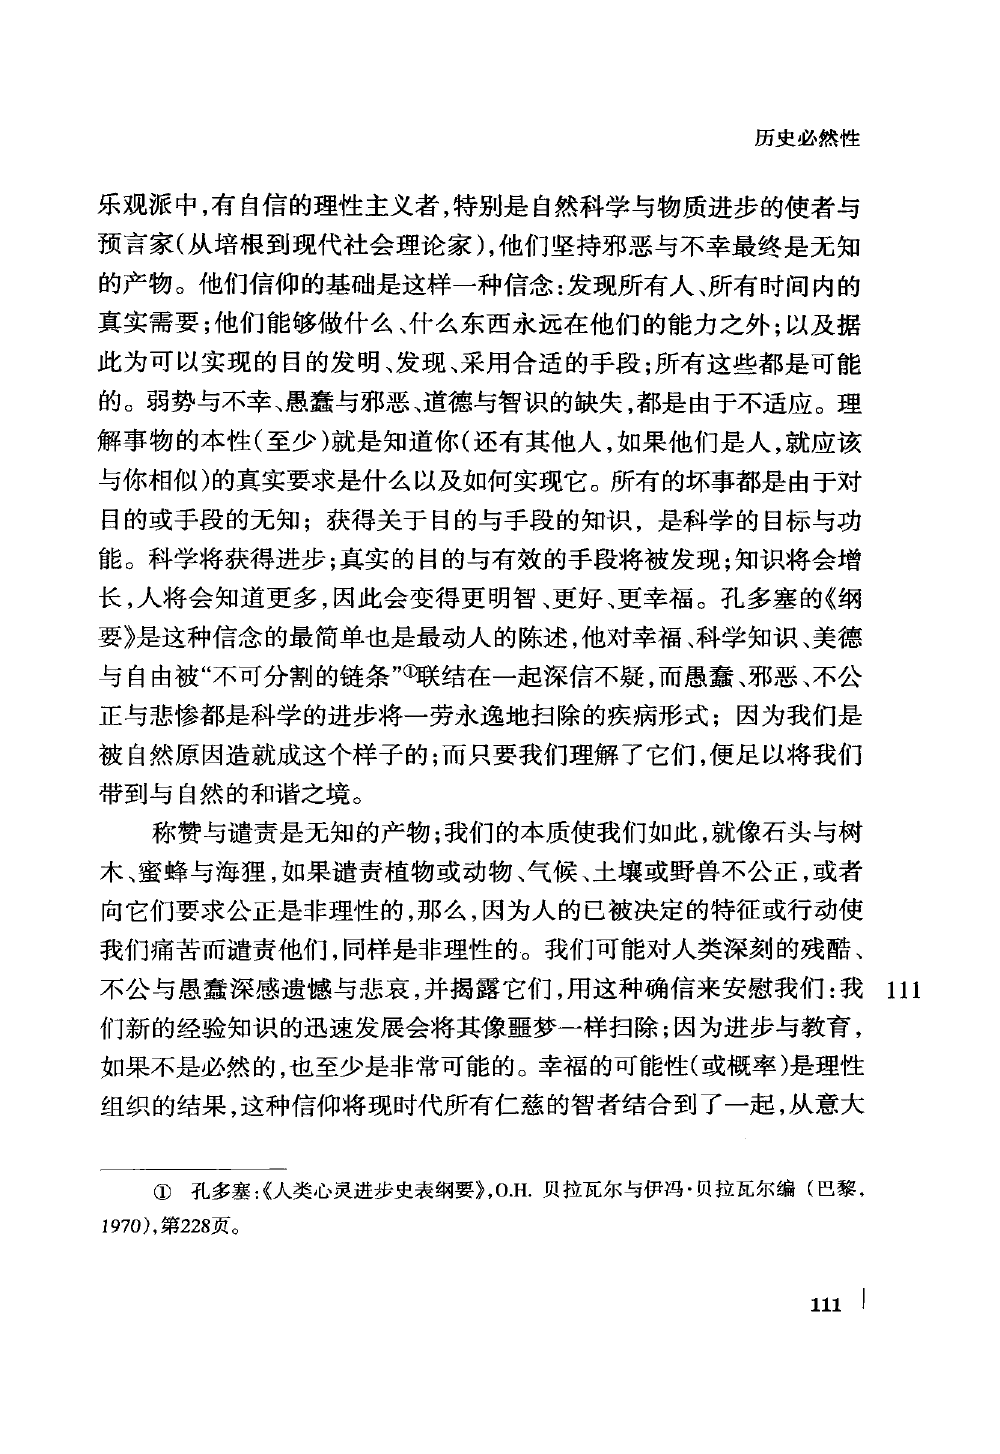 历史必然性
乐观派中,有自信的理性主义者,特别是自然科学与物质进步的使者与
预言家(从培根到现代社会理论家),他们坚持邪恶与不幸最终是无知
的产物。他们信仰的基础是这样一种信念:发现所有人、所有时间内的
真实需要;他们能够做什么、什么东西永远在他们的能力之外;以及据
此为可以实现的目的发明、发现、采用合适的手段;所有这些都是可能
的。弱势与不幸、愚蠢与邪恶、道德与智识的缺失,都是由于不适应。理
解事物的本性(至少)就是知道你(还有其他人,如果他们是人,就应该
与你相似)的真实要求是什么以及如何实现它。所有的坏事都是由于对
目的或手段的无知；获得关于目的与手段的知识，是科学的目标与功
能。科学将获得进步;真实的目的与有效的手段将被发现;知识将会增
长,人将会知道更多,因此会变得更明智、更好、更幸福。孔多塞的《纲
要》是这种信念的最简单也是最动人的陈述,他对幸福、科学知识、美德
与自由被“不可分割的链条”①联结在一起深信不疑,而愚蠢、邪恶、不公
正与悲惨都是科学的进步将一劳永逸地扫除的疾病形式；因为我们是
被自然原因造就成这个样子的;而只要我们理解了它们,便足以将我们
带到与自然的和谐之境。
称赞与谴责是无知的产物;我们的本质使我们如此,就像石头与树
木、蜜蜂与海狸,如果谴责植物或动物、气候、土壤或野兽不公正,或者
向它们要求公正是非理性的,那么,因为人的已被决定的特征或行动使
我们痛苦而谴责他们,同样是非理性的。我们可能对人类深刻的残酷、
不公与愚蠢深感遗憾与悲哀,并揭露它们,用这种确信来安慰我们:我 111
们新的经验知识的迅速发展会将其像噩梦一样扫除;因为进步与教育,
如果不是必然的,也至少是非常可能的。幸福的可能性(或概率)是理性
组织的结果,这种信仰将现时代所有仁慈的智者结合到了一起,从意大
① 孔多塞:《人类心灵进步史表纲要》,O.H. 贝拉瓦尔与伊冯·贝拉瓦尔编（巴黎,
1970),第228页。
111